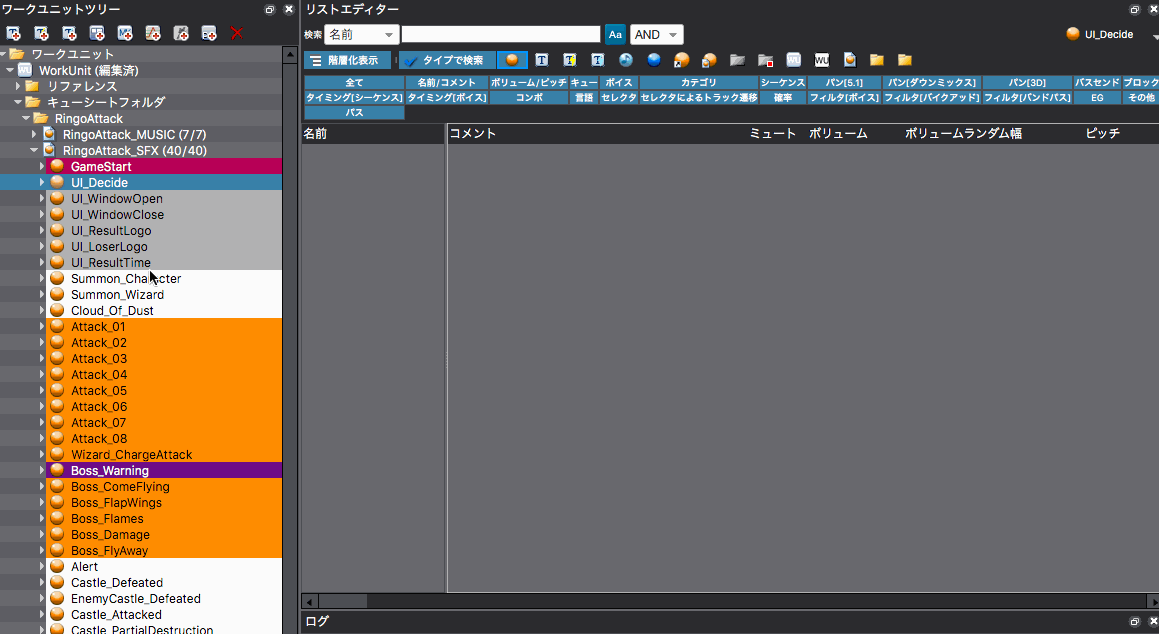 ワークユニットツリー
ワークユニット
WorkUnit (編集済)
リファレンス
キューシートフォルダ
RingoAttack
RingoAttack_MUSIC (7/7)
RingoAttack_SFX (40/40)
GameStart
UI_Decide
UI_WindowOpen
UI_WindowClose
UI_ResultLogo
UI_LoserLogo
UI_ResultTime
Summon_Character
Summon_Wizard
Cloud_Of_Dust
Attack_01
Attack_02
Attack_03
Attack_04
Attack_05
Attack_06
Attack_07
Attack_08
Wizard_ChargeAttack
Boss_Warning
Boss_ComeFlying
Boss_FlapWings
Boss_Flames
Boss_Damage
Boss_FlyAway
Alert
Castle_Defeated
EnemyCastle_Defeated
Castle_Attacked
Castle_PartialDestruction
リストエディター
検索 名前 Aa AND UI_Decide
階層化表示 タイプで検索
全て 名前/コメント ボリューム/ピッチ キュー ボイス カテゴリ シーケンス パン[5.1] パン[ダウンミックス] パン[3D] バスセンド ブロック
タイミング[シーケンス] タイミング[ボイス] コンボ 言語 セレクタ セレクタによるトラック遷移 確率 フィルタ[ボイス] フィルタ[バイクアッド] フィルタ[バンドパス] EG その他
バス
名前 コメント ミュート ボリューム ボリュームランダム幅 ピッチ
ログ